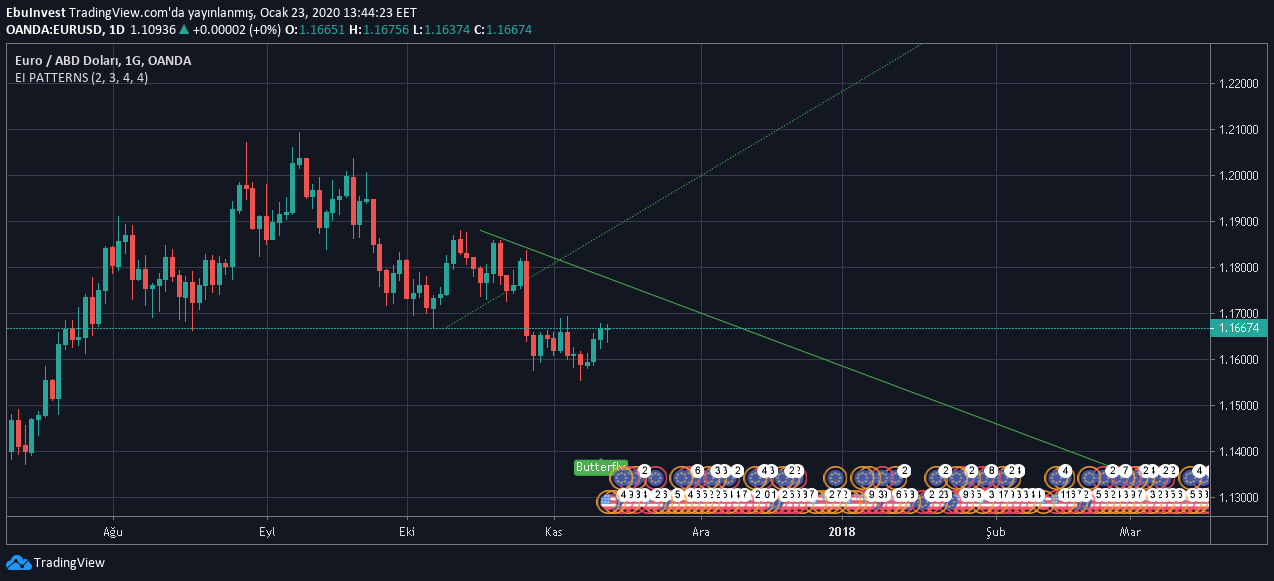 EbuInvest TradingView.com'da yayınlanmış, Ocak 23, 2020 13:44:23 EET
OANDA:EURUSD, 1D 1.10936 ▲ +0.00002 (+0%) O:1.16651 H:1.16756 L:1.16374 C:1.16674
Euro / ABD Doları, 1G, OANDA
EI PATTERNS (2, 3, 4, 4)
1.22000
1.21000
1.20000
1.19000
1.18000
1.17000
1.16674
1.16000
1.15000
1.14000
1.13000
Butterfly
Ağu Eyl Eki Kas Ara 2018 Şub Mar
TradingView